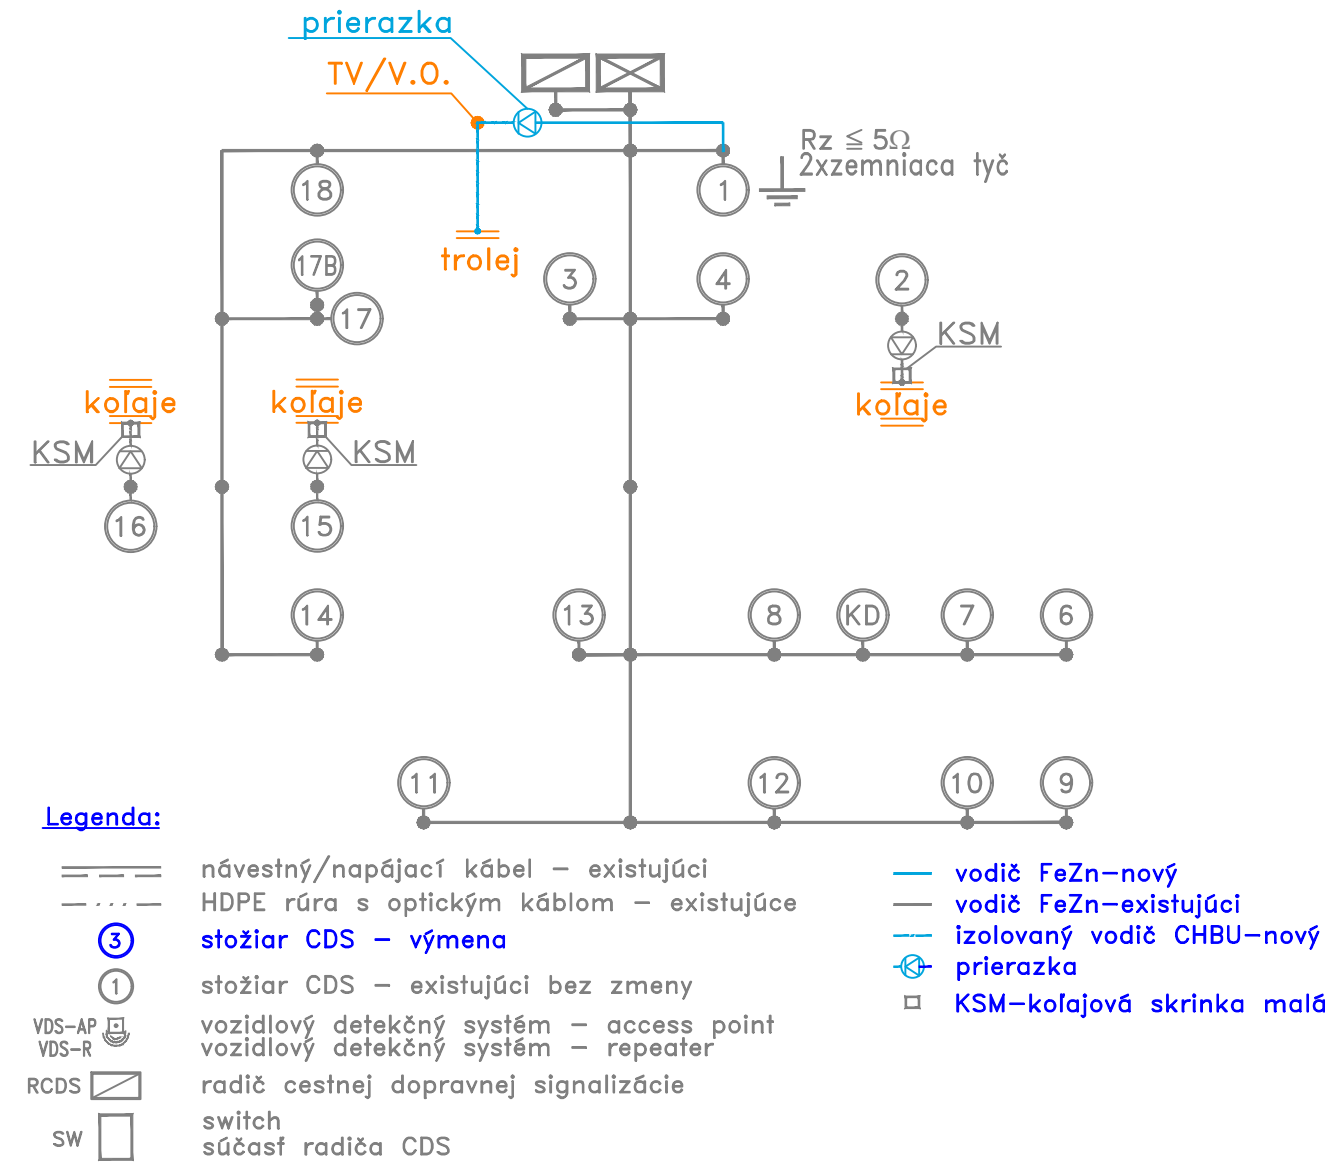 prierazka
TV/V.O.
Rz ≦ 5Ω
2xzemniaca tyč
18
1
trolej
17B
3
4
2
17
KSM
koľaje
koľaje
koľaje
KSM
KSM
16
15
14
13
8
KD
7
6
11
12
10
9
Legenda:
návestný/napájací kábel – existujúci
HDPE rúra s optickým káblom – existujúce
3
stožiar CDS – výmena
1
stožiar CDS – existujúci bez zmeny
VDS–AP
vozidlový detekčný systém – access point
VDS–R
vozidlový detekčný systém – repeater
RCDS
radič cestnej dopravnej signalizácie
SW
switch
súčasť radiča CDS
vodič FeZn–nový
vodič FeZn–existujúci
izolovaný vodič CHBU–nový
prierazka
KSM–koľajová skrinka malá